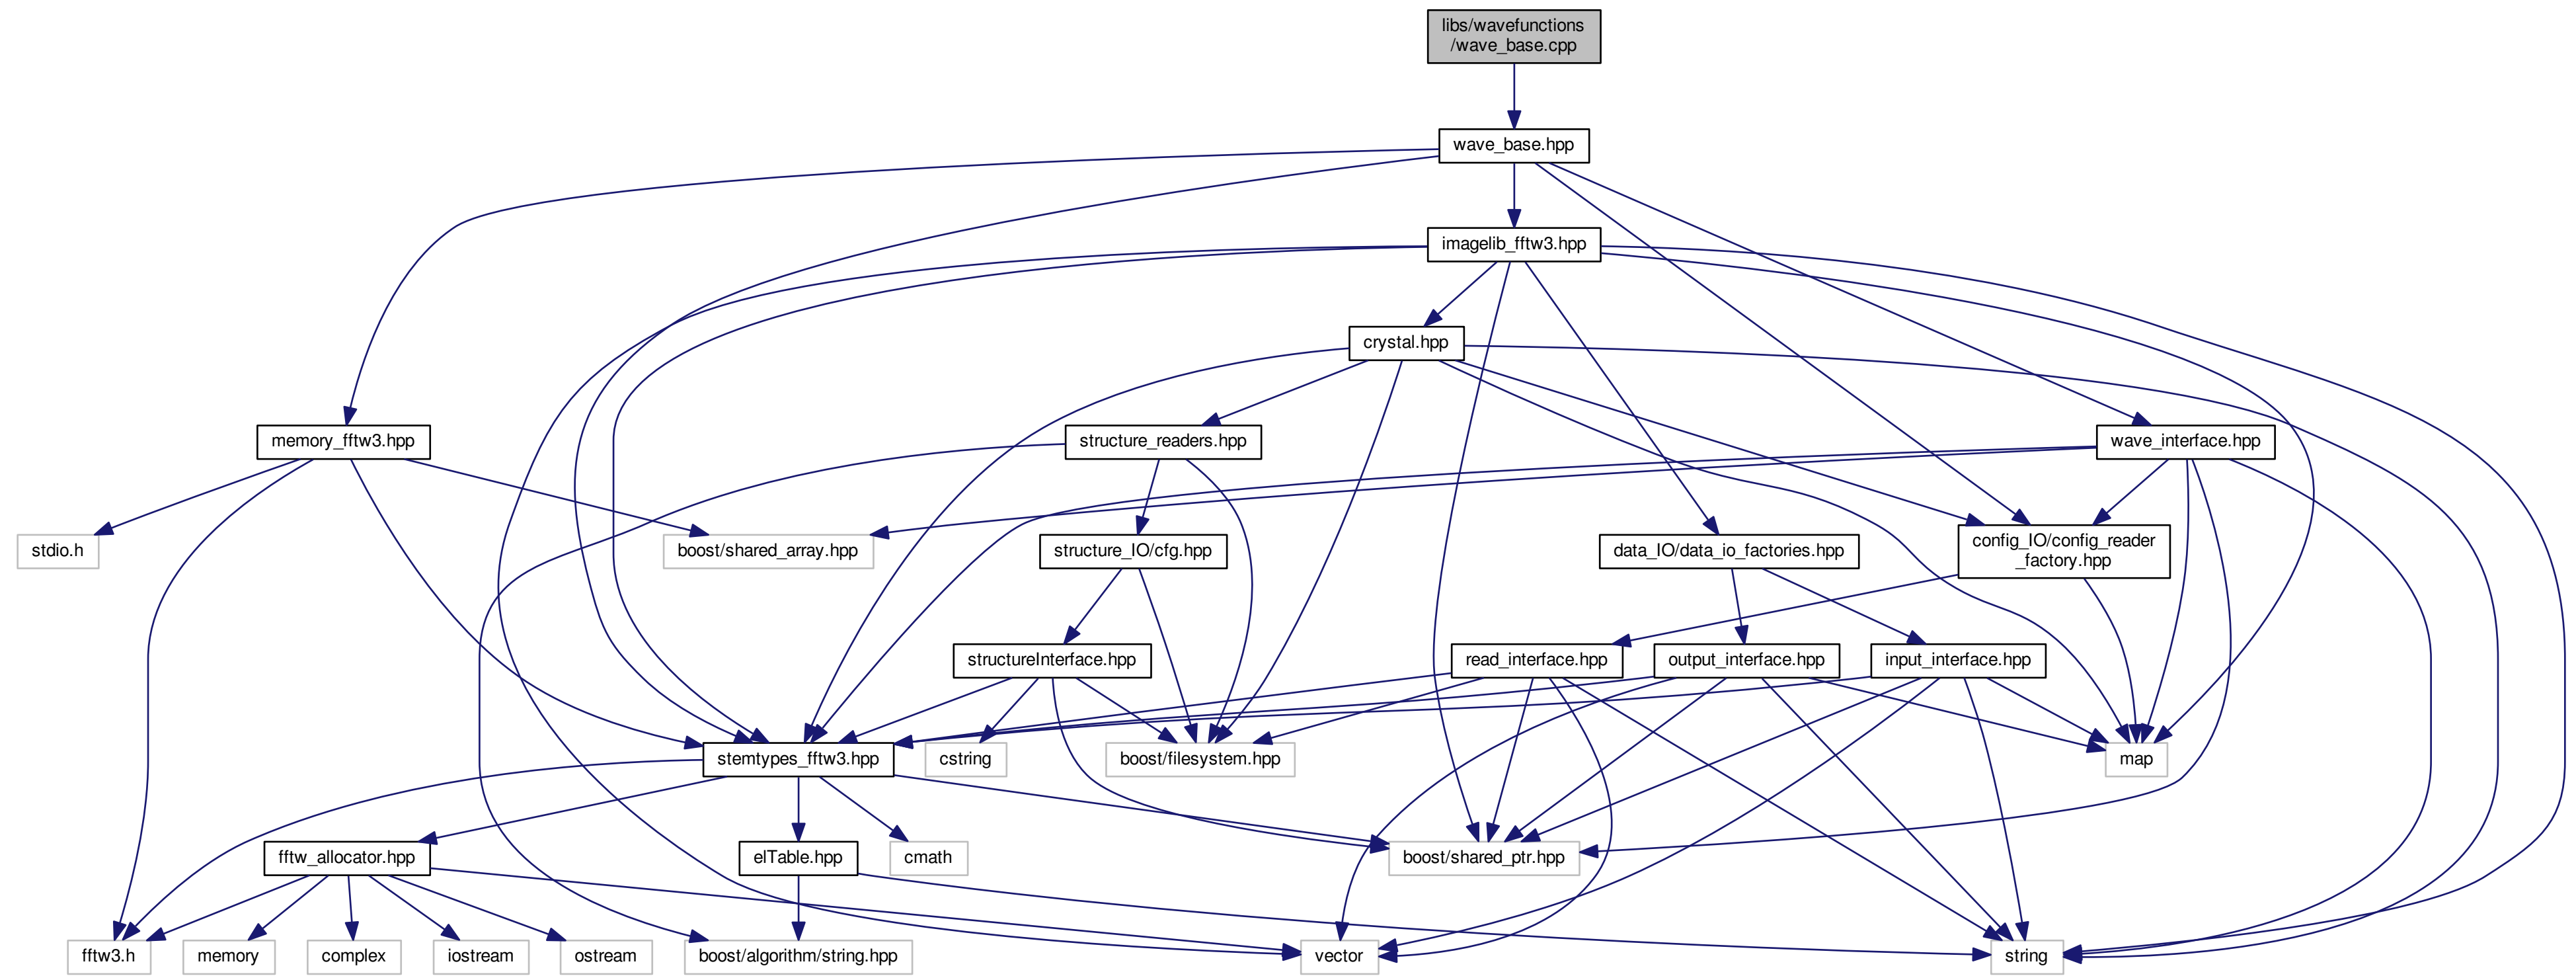 libs/wavefunctions
/wave_base.cpp
wave_base.hpp
imagelib_fftw3.hpp
crystal.hpp
memory_fftw3.hpp
structure_readers.hpp
wave_interface.hpp
stdio.h
boost/shared_array.hpp
structure_IO/cfg.hpp
data_IO/data_io_factories.hpp
config_IO/config_reader
_factory.hpp
structureInterface.hpp
read_interface.hpp
output_interface.hpp
input_interface.hpp
stemtypes_fftw3.hpp
cstring
boost/filesystem.hpp
map
fftw_allocator.hpp
elTable.hpp
cmath
boost/shared_ptr.hpp
fftw3.h
memory
complex
iostream
ostream
boost/algorithm/string.hpp
vector
string